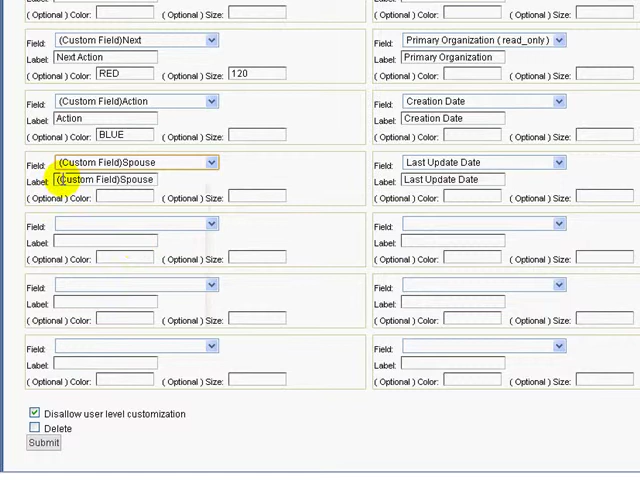 ( Optional ) Color: ( Optional ) Size: ( Optional ) Color: ( Optional ) Size:
Field: (Custom Field)Next Field: Primary Organization ( read_only )
Label: Next Action Label: Primary Organization
( Optional ) Color: RED ( Optional ) Size: 120 ( Optional ) Color: ( Optional ) Size:
Field: (Custom Field)Action Field: Creation Date
Label: Action Label: Creation Date
( Optional ) Color: BLUE ( Optional ) Size: ( Optional ) Color: ( Optional ) Size:
Field: (Custom Field)Spouse Field: Last Update Date
Label: (Custom Field)Spouse Label: Last Update Date
( Optional ) Color: ( Optional ) Size: ( Optional ) Color: ( Optional ) Size:
Field: Field:
Label: Label:
( Optional ) Color: ( Optional ) Size: ( Optional ) Color: ( Optional ) Size:
Field: Field:
Label: Label:
( Optional ) Color: ( Optional ) Size: ( Optional ) Color: ( Optional ) Size:
Field: Field:
Label: Label:
( Optional ) Color: ( Optional ) Size: ( Optional ) Color: ( Optional ) Size:
Disallow user level customization
Delete
Submit